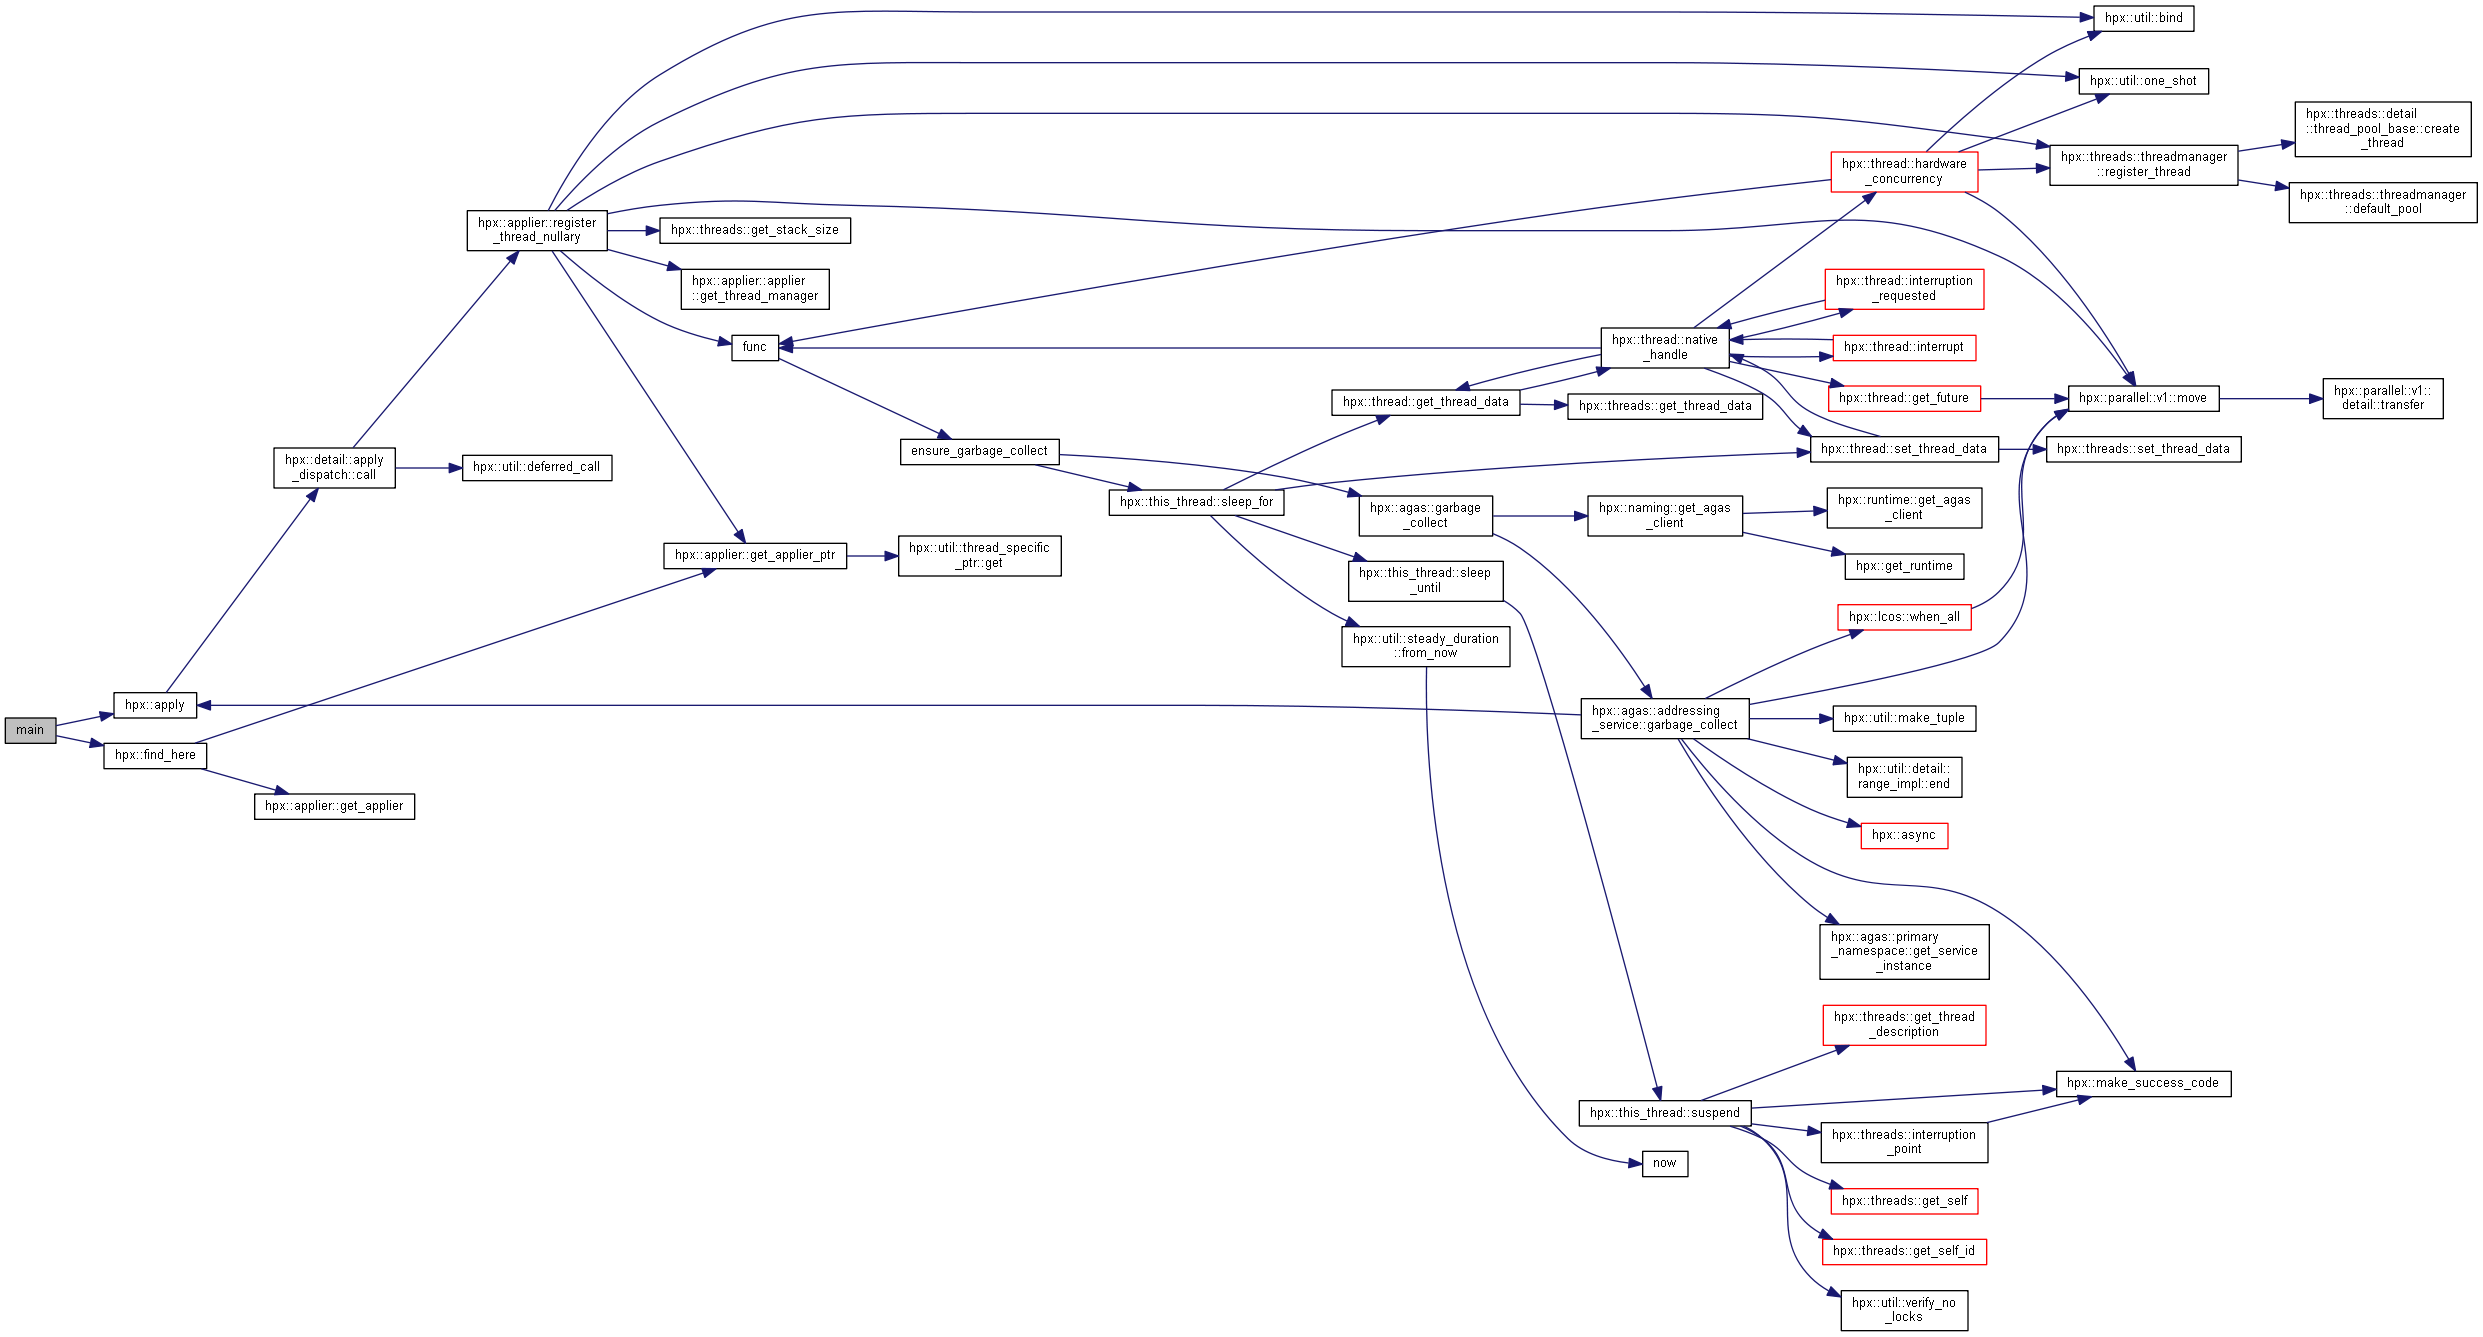 main
hpx::apply
hpx::find_here
hpx::detail::apply
_dispatch::call
hpx::applier::get_applier
hpx::applier::register
_thread_nullary
hpx::util::deferred_call
hpx::threads::get_stack_size
hpx::applier::applier
::get_thread_manager
func
hpx::applier::get_applier_ptr
ensure_garbage_collect
hpx::util::thread_specific
_ptr::get
hpx::this_thread::sleep_for
hpx::thread::get_thread_data
hpx::agas::garbage
_collect
hpx::this_thread::sleep
_until
hpx::util::steady_duration
::from_now
hpx::thread::native
_handle
hpx::threads::get_thread_data
hpx::naming::get_agas
_client
hpx::agas::addressing
_service::garbage_collect
hpx::this_thread::suspend
now
hpx::thread::hardware
_concurrency
hpx::thread::interruption
_requested
hpx::thread::interrupt
hpx::thread::get_future
hpx::thread::set_thread_data
hpx::runtime::get_agas
_client
hpx::get_runtime
hpx::lcos::when_all
hpx::util::make_tuple
hpx::util::detail::
range_impl::end
hpx::async
hpx::agas::primary
_namespace::get_service
_instance
hpx::threads::get_thread
_description
hpx::threads::interruption
_point
hpx::threads::get_self
hpx::threads::get_self_id
hpx::util::verify_no
_locks
hpx::util::bind
hpx::util::one_shot
hpx::threads::threadmanager
::register_thread
hpx::parallel::v1::move
hpx::threads::set_thread_data
hpx::make_success_code
hpx::threads::detail
::thread_pool_base::create
_thread
hpx::threads::threadmanager
::default_pool
hpx::parallel::v1::
detail::transfer